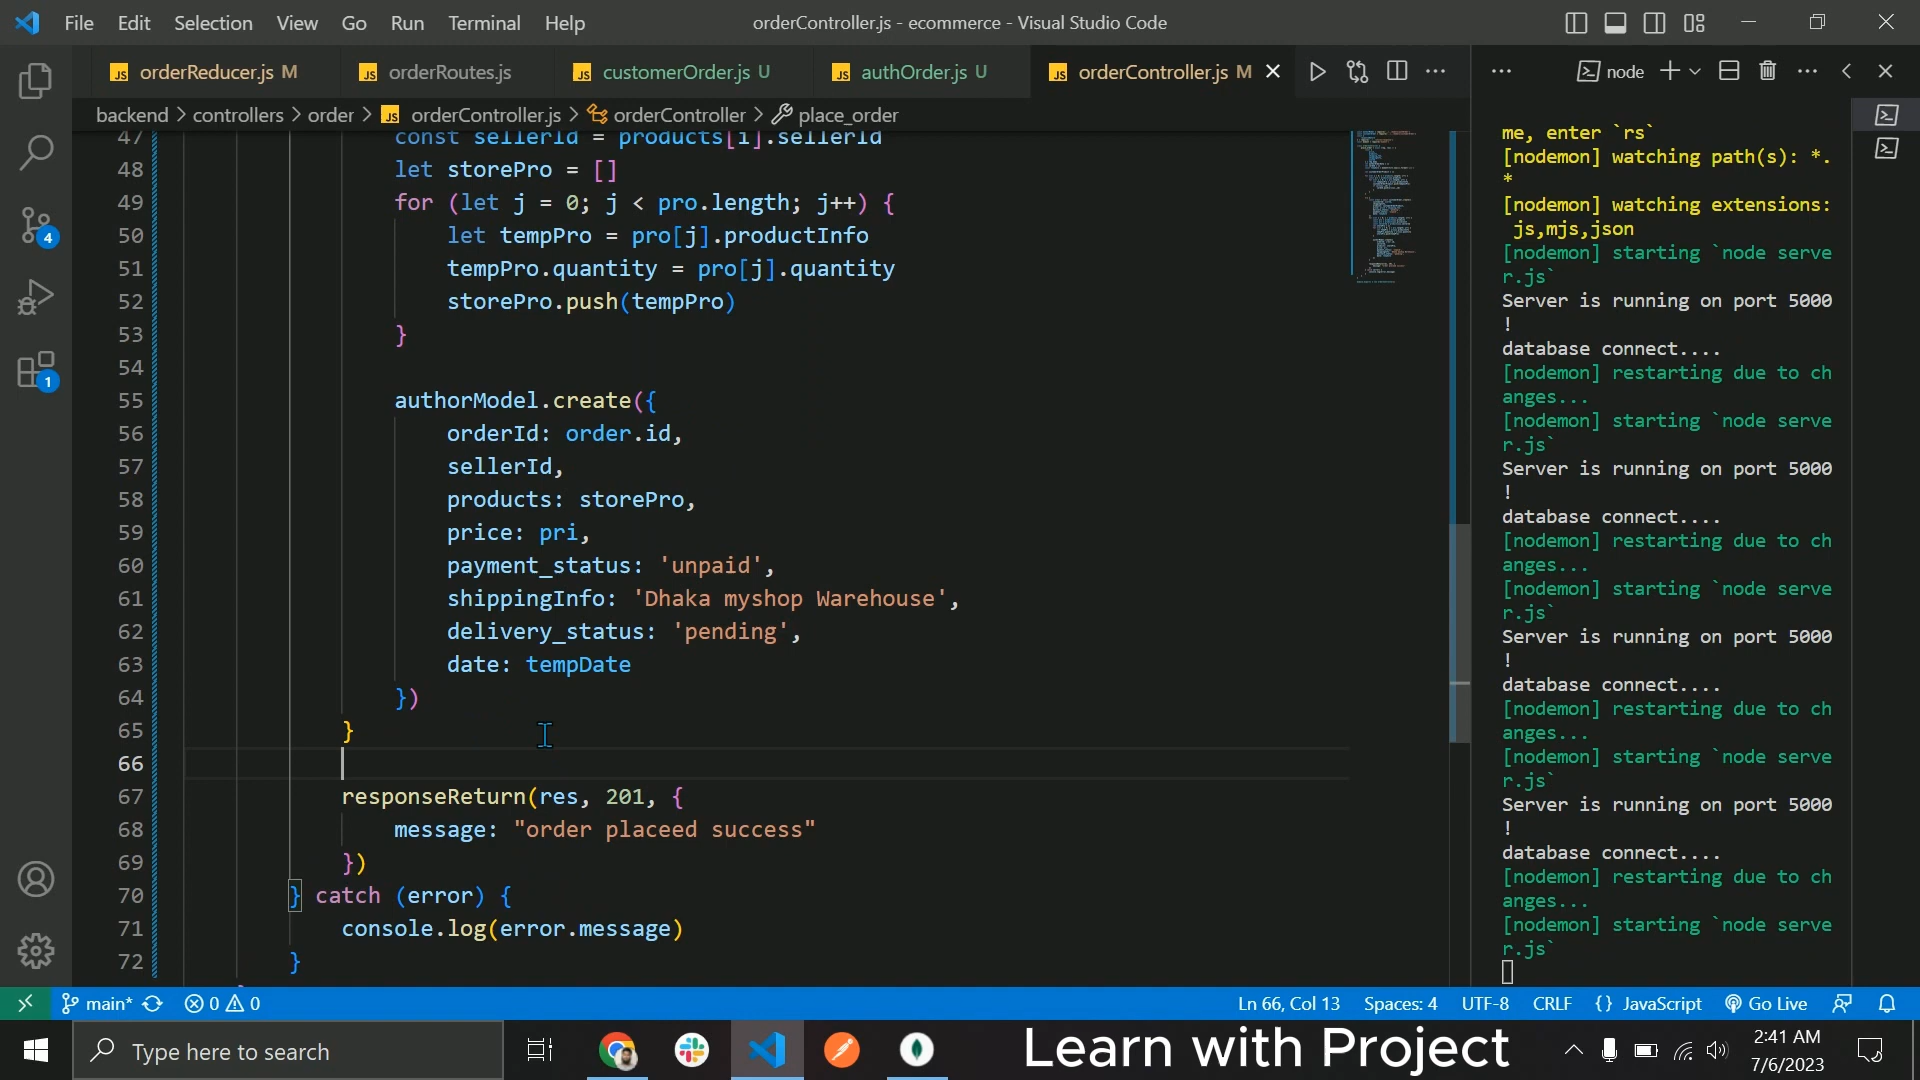 File Edit Selection View Go Run Terminal Help
orderController.js - ecommerce - Visual Studio Code
JS orderReducer.js M
JS orderRoutes.js
JS customerOrder.js U
JS authOrder.js U
JS orderController.js M
node
backend > controllers > order > JS orderController.js > orderController > place_order
47 const sellerId = products[i].sellerId
48 let storePro = []
49 for (let j = 0; j < pro.length; j++) {
50 let tempPro = pro[j].productInfo
51 tempPro.quantity = pro[j].quantity
52 storePro.push(tempPro)
53 }
54
55 authorModel.create({
56 orderId: order.id,
57 sellerId,
58 products: storePro,
59 price: pri,
60 payment_status: 'unpaid',
61 shippingInfo: 'Dhaka myshop Warehouse',
62 delivery_status: 'pending',
63 date: tempDate
64 })
65 }
66
67 responseReturn(res, 201, {
68 message: "order placeed success"
69 })
70 } catch (error) {
71 console.log(error.message)
72 }
me, enter `rs`
[nodemon] watching path(s): *.
*
[nodemon] watching extensions:
js,mjs,json
[nodemon] starting `node serve
r.js`
Server is running on port 5000
!
database connect....
[nodemon] restarting due to ch
anges...
[nodemon] starting `node serve
r.js`
Server is running on port 5000
!
database connect....
[nodemon] restarting due to ch
anges...
[nodemon] starting `node serve
r.js`
Server is running on port 5000
!
database connect....
[nodemon] restarting due to ch
anges...
[nodemon] starting `node serve
r.js`
Server is running on port 5000
!
database connect....
[nodemon] restarting due to ch
anges...
[nodemon] starting `node serve
r.js`
4
1
main* 0 0
Ln 66, Col 13 Spaces: 4 UTF-8 CRLF {} JavaScript Go Live
Type here to search
Learn with Project
2:41 AM
7/6/2023